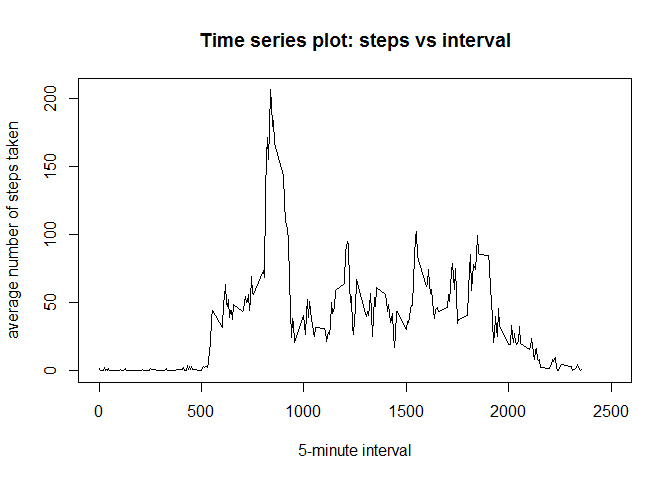 Time series plot: steps vs interval
average number of steps taken
200
150
100
50
0
0 500 1000 1500 2000 2500
5-minute interval